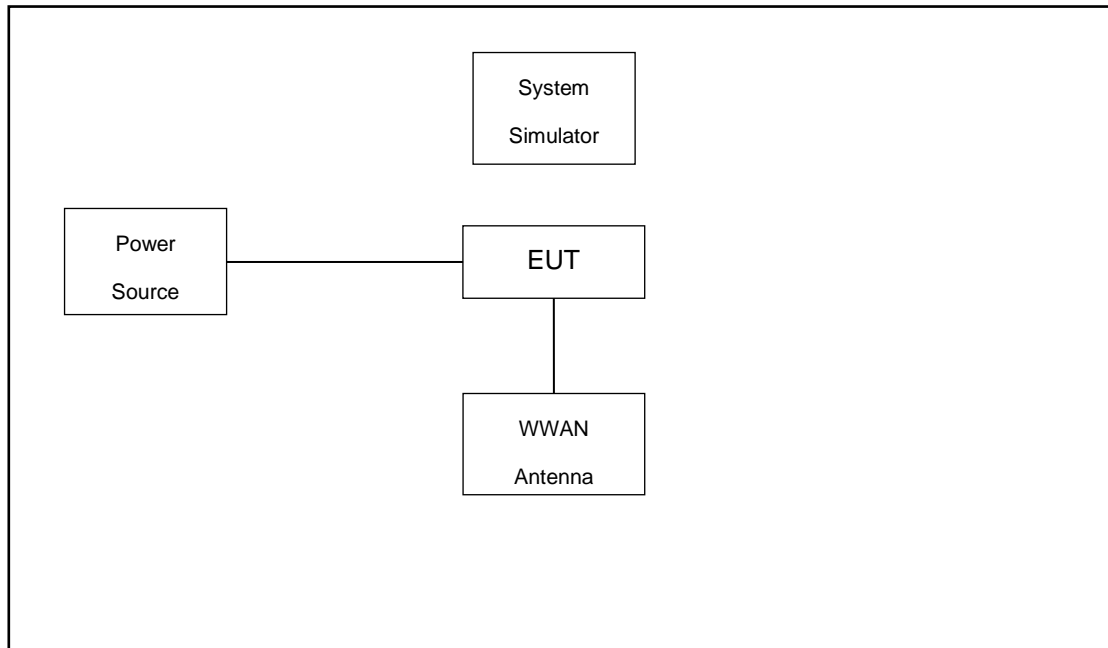 System
Simulator
Power
Source
EUT
WWAN
Antenna